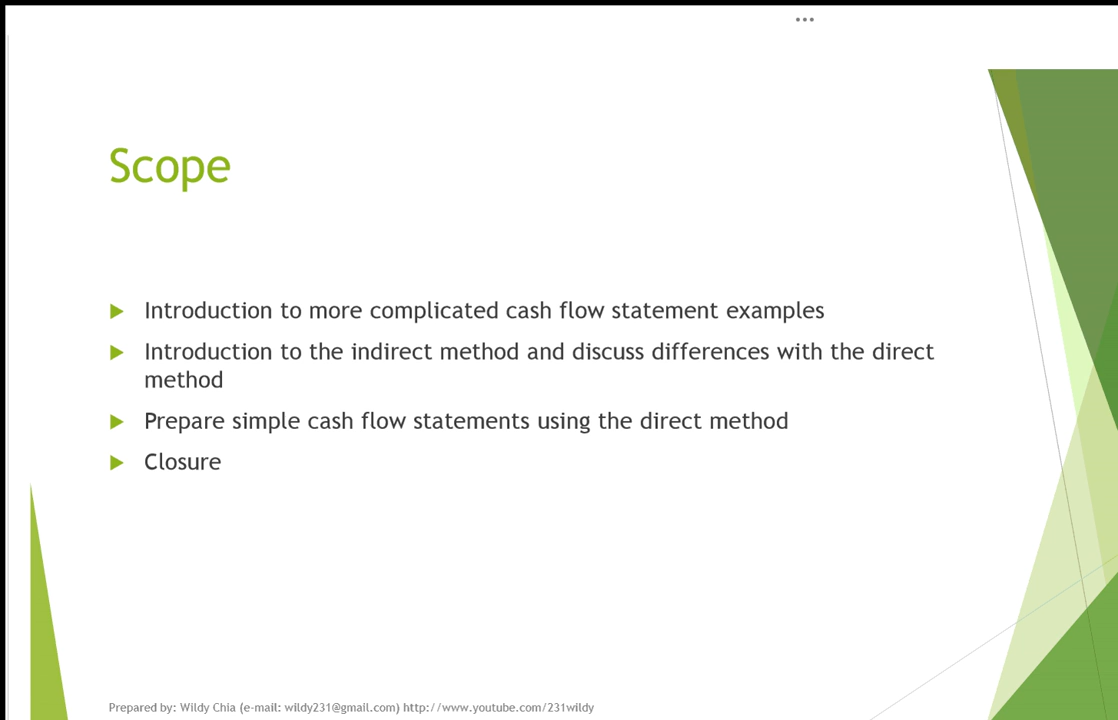 Scope
Introduction to more complicated cash flow statement examples
Introduction to the indirect method and discuss differences with the direct
method
Prepare simple cash flow statements using the direct method
Closure
Prepared by: Wildy Chia (e-mail: wildy231@gmail.com) http://www.youtube.com/231wildy